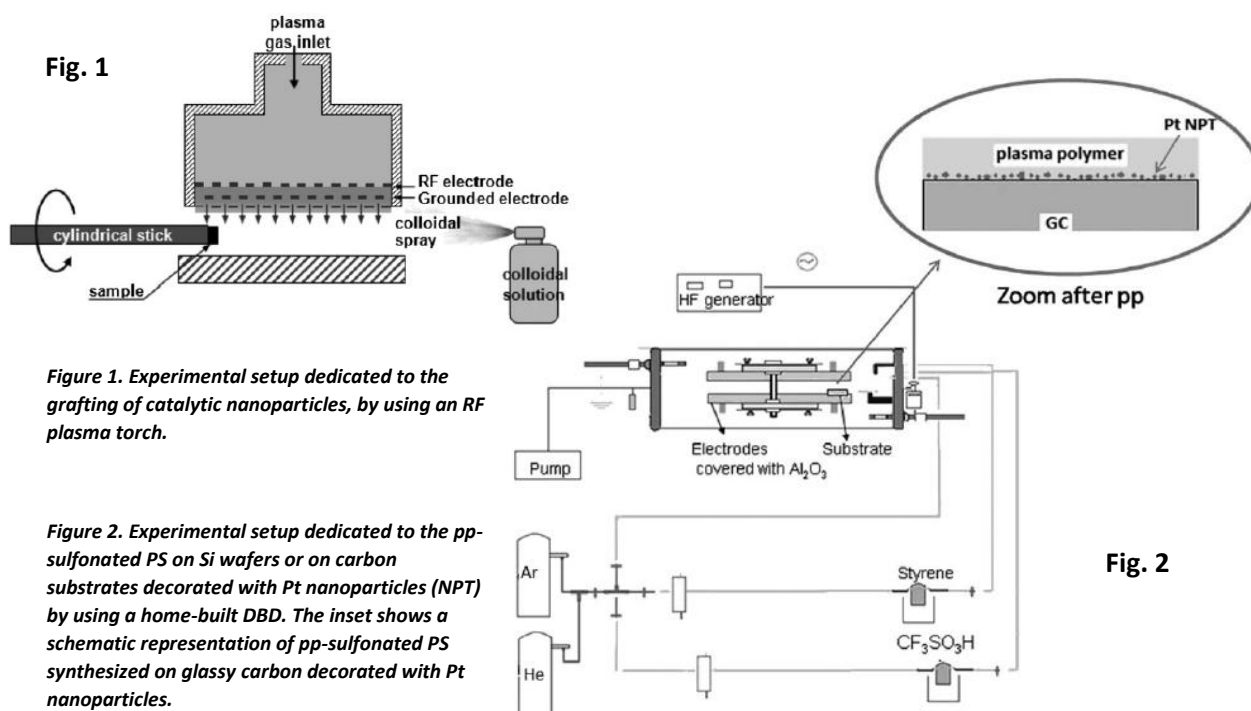 Fig. 1
plasma
gas inlet
RF electrode
Grounded electrode
cylindrical stick
colloidal
spray
sample
colloidal
solution
Figure 1. Experimental setup dedicated to the
grafting of catalytic nanoparticles, by using an RF
plasma torch.
Pt NPT
plasma polymer
GC
Zoom after pp
HF generator
Electrodes
covered with Al₂O₃
Substrate
Pump
Figure 2. Experimental setup dedicated to the pp-
sulfonated PS on Si wafers or on carbon
substrates decorated with Pt nanoparticles (NPT)
by using a home-built DBD. The inset shows a
schematic representation of pp-sulfonated PS
synthesized on glassy carbon decorated with Pt
nanoparticles.
Fig. 2
Ar
Styrene
CF₃SO₃H
He